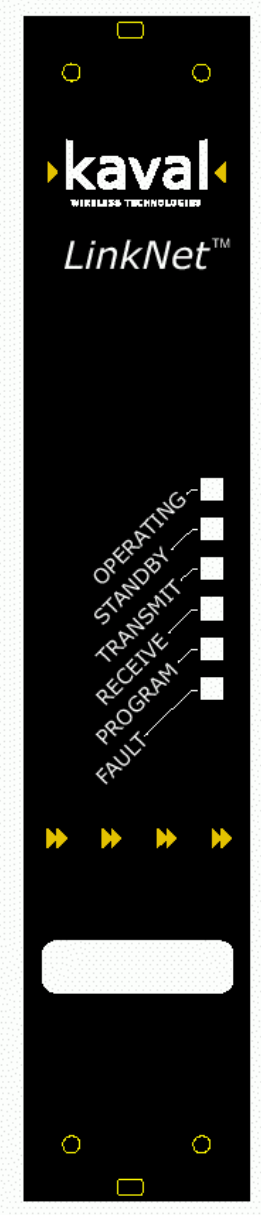 kaval
WIRELESS TECHNOLOGIES
LinkNet™
OPERATING
STANDBY
TRANSMIT
RECEIVE
PROGRAM
FAULT